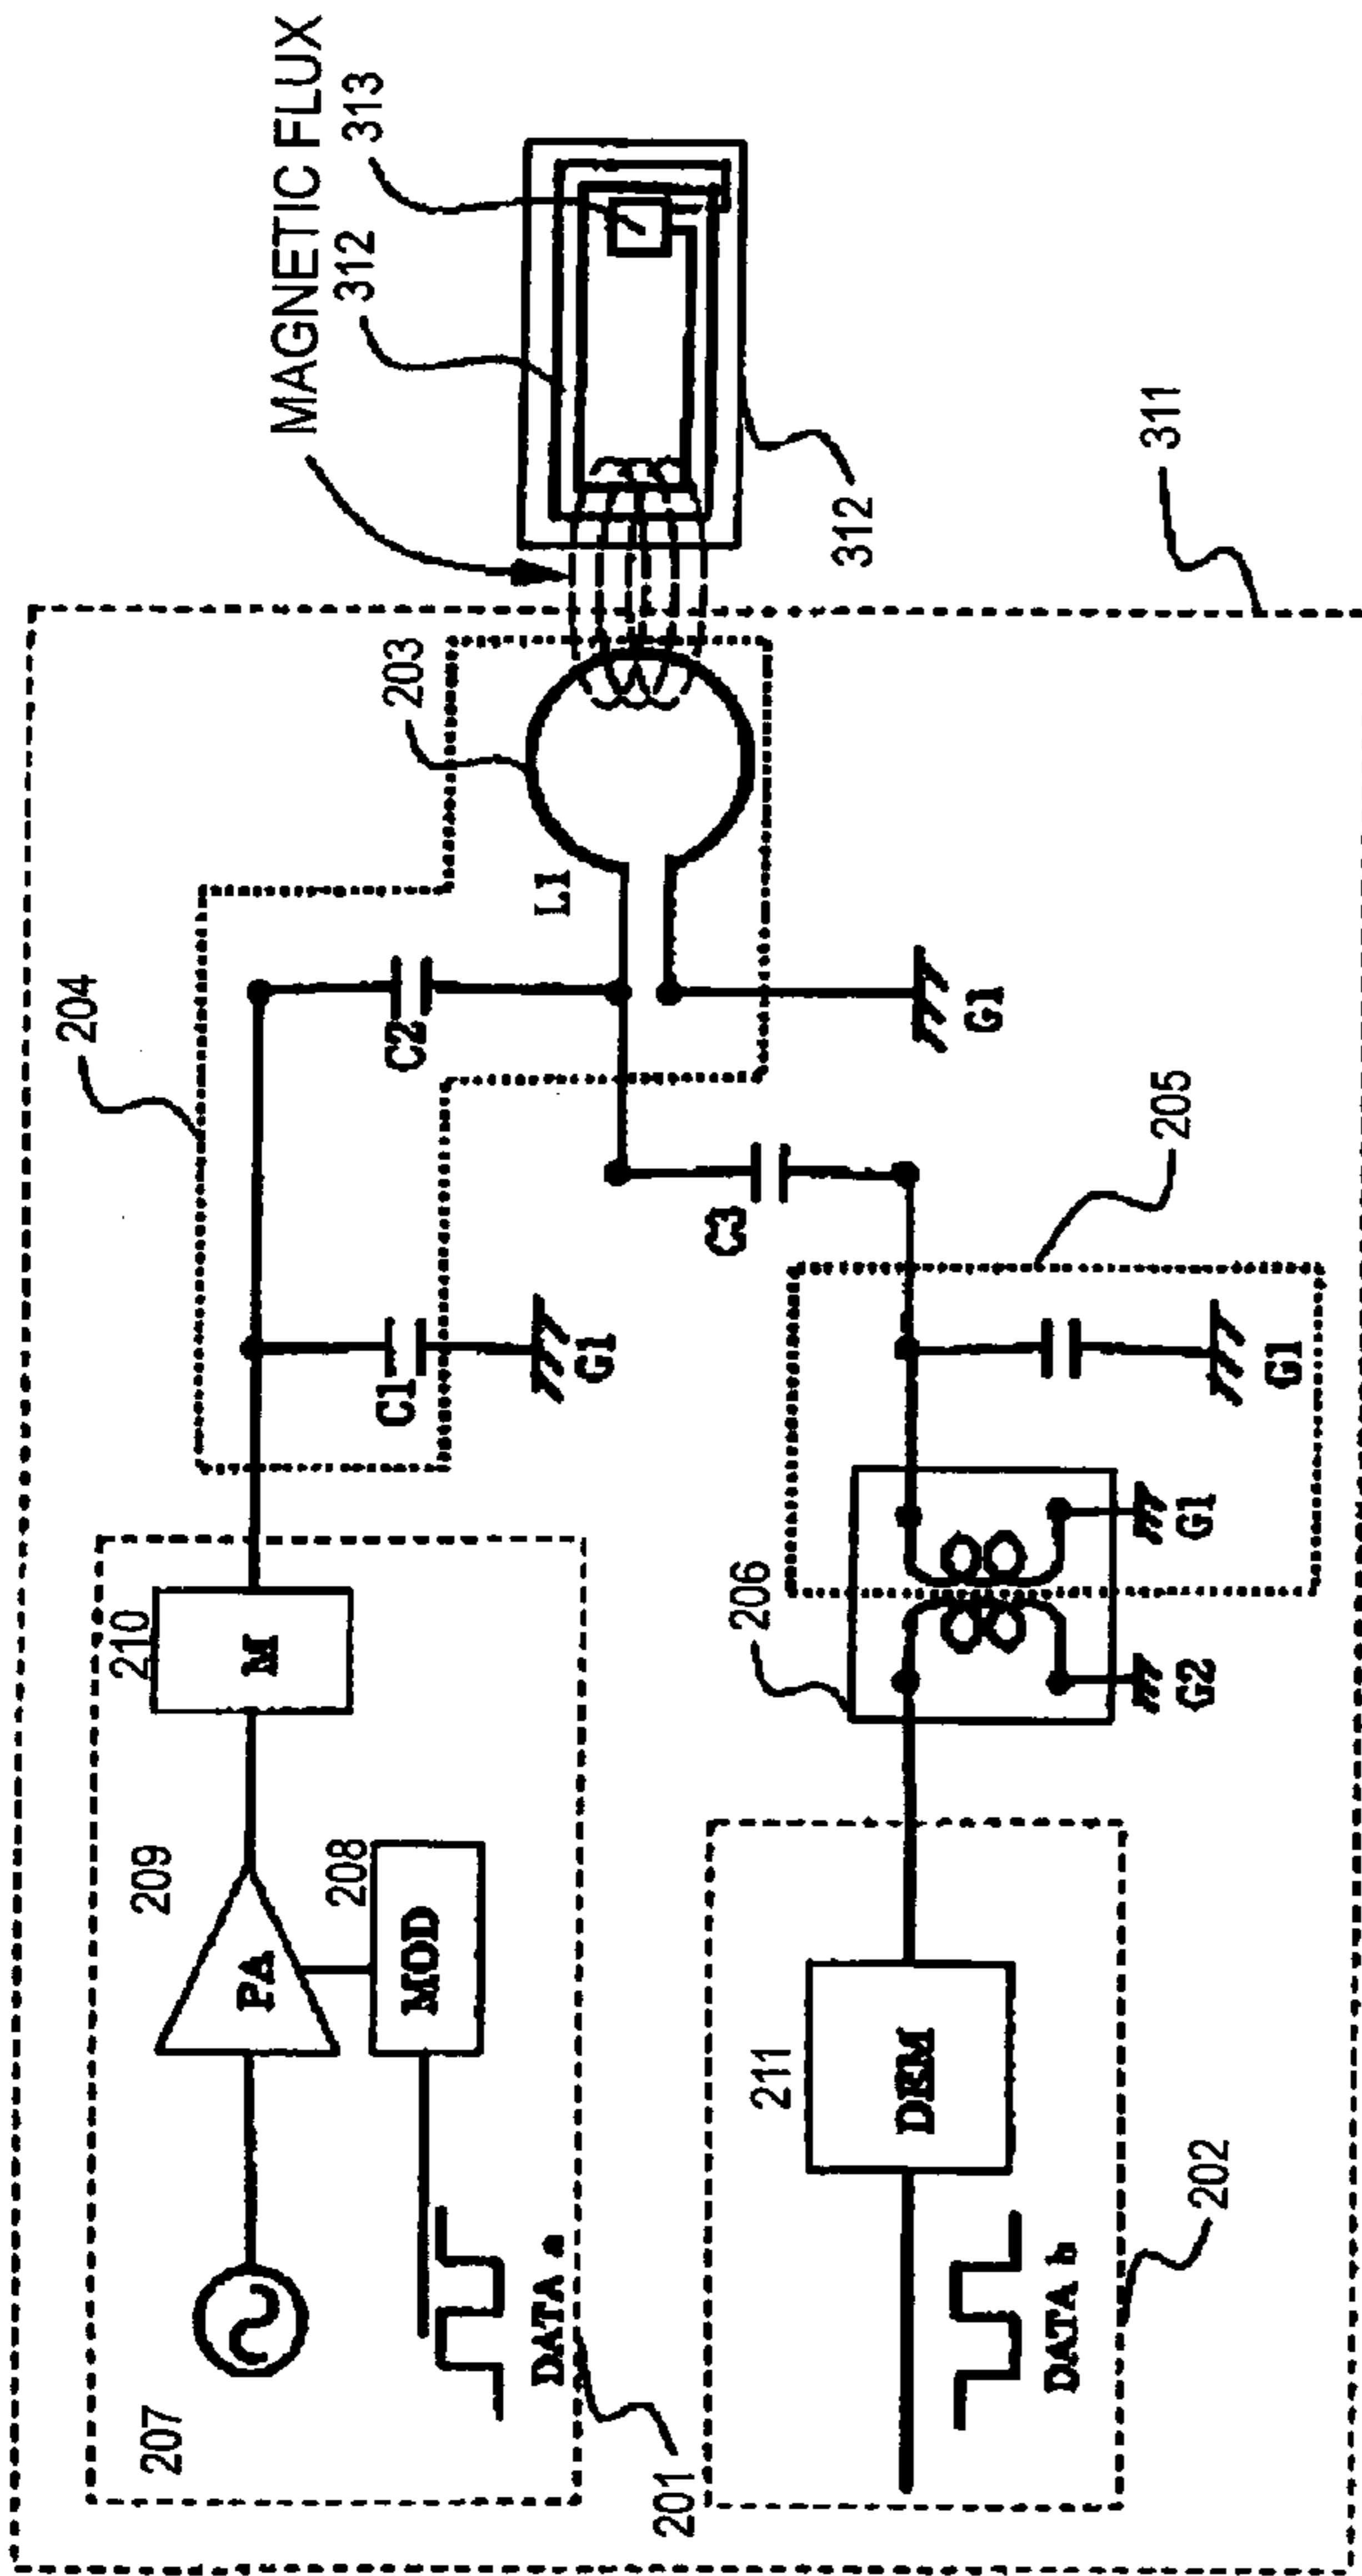 MAGNETIC FLUX
312
313
204
203
L1
C2
C1
G1
G1
210
M
209
PA
208
MOD
207
DATA a
201
C3
312
311
205
206
G1
G1
G2
211
DEM
DATA b
202